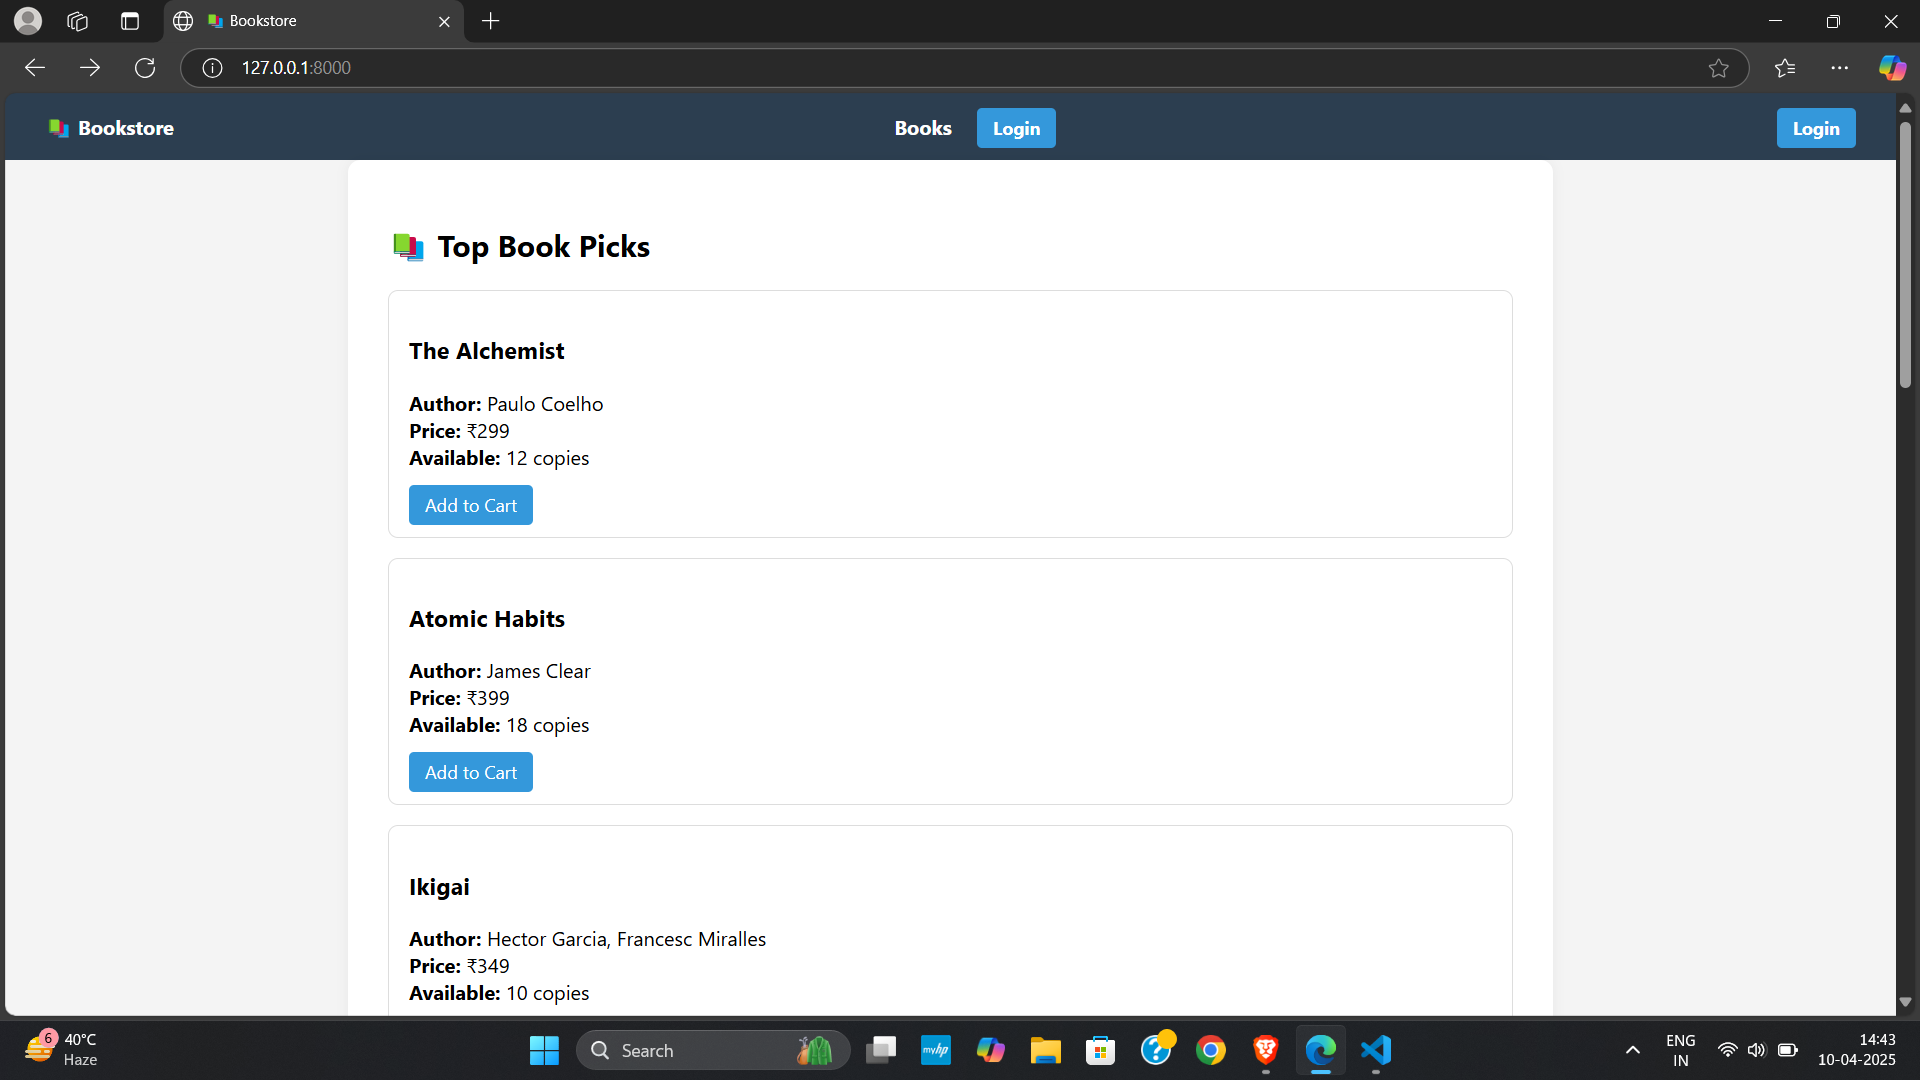 Bookstore
127.0.0.1:8000
Bookstore
Books
Login
Login
Top Book Picks
The Alchemist
Author: Paulo Coelho
Price: ₹299
Available: 12 copies
Add to Cart
Atomic Habits
Author: James Clear
Price: ₹399
Available: 18 copies
Add to Cart
Ikigai
Author: Hector Garcia, Francesc Miralles
Price: ₹349
Available: 10 copies
6
40°C
Haze
Search
myhp
ENG
IN
14:43
10-04-2025